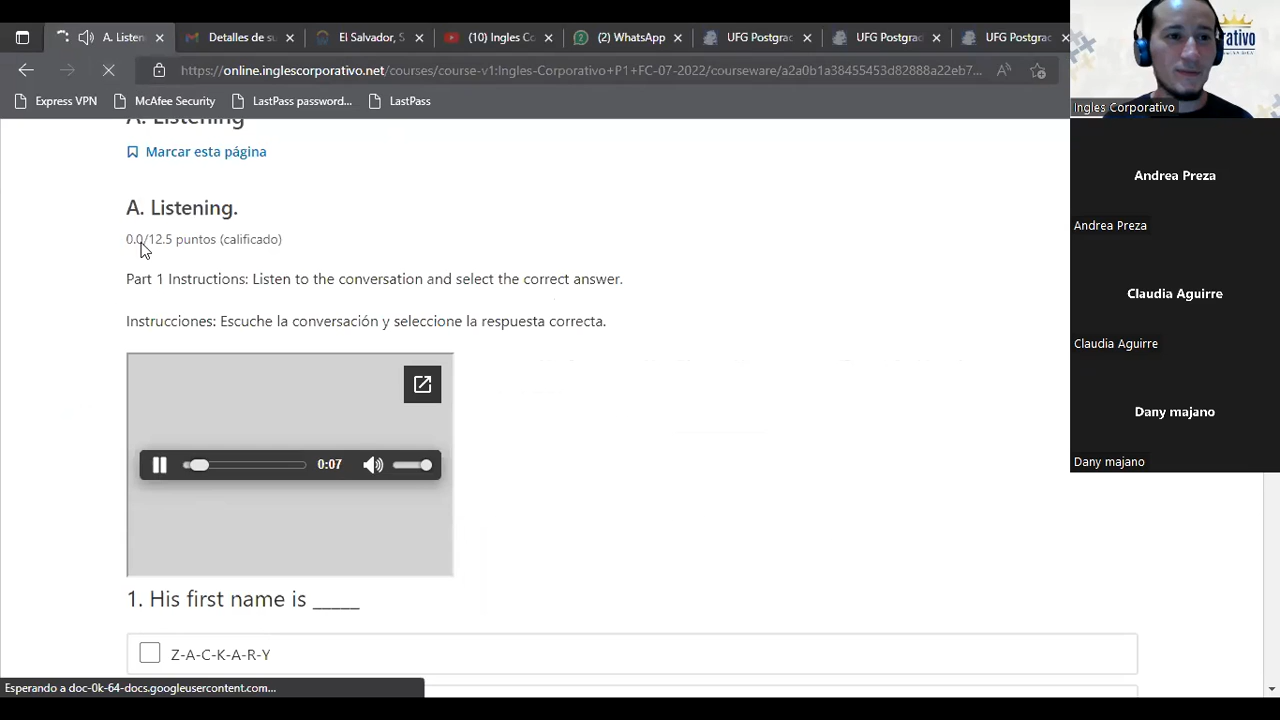 A. Listen
Detalles de su
El Salvador, S
(10) Ingles Co
(2) WhatsApp
UFG Postgrad
UFG Postgrad
UFG Postgrad
https://online.inglescorporativo.net/courses/course-v1:Ingles-Corporativo+P1+FC-07-2022/courseware/a2a0b1a38455453d82888a22eb7...
Express VPN
McAfee Security
LastPass password...
LastPass
A. Listening
Marcar esta página
A. Listening.
0.0/12.5 puntos (calificado)
Part 1 Instructions: Listen to the conversation and select the correct answer.
Instrucciones: Escuche la conversación y seleccione la respuesta correcta.
0:07
1. His first name is _____
Z-A-C-K-A-R-Y
Esperando a doc-0k-64-docs.googleusercontent.com...
Ingles Corporativo
Andrea Preza
Andrea Preza
Claudia Aguirre
Claudia Aguirre
Dany majano
Dany majano